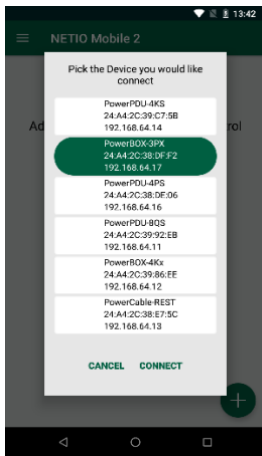 13:42
NETIO Mobile 2
Pick the Device you would like
connect
Ad
rol
PowerPDU-4KS
24:A4:2C:39:C7:5B
192.168.64.14
PowerBOX-3PX
24:A4:2C:38:DF:F2
192.168.64.17
PowerPDU-4PS
24:A4:2C:38:DE:06
192.168.64.16
PowerPDU-8QS
24:A4:2C:39:92:EB
192.168.64.11
PowerBOX-4Kx
24:A4:2C:39:86:EE
192.168.64.12
PowerCable-REST
24:A4:2C:38:E7:5C
192.168.64.13
CANCEL CONNECT